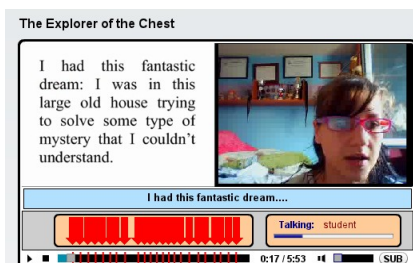 The Explorer of the Chest
I had this fantastic
dream: I was in this
large old house trying
to solve some type of
mystery that I couldn't
understand.
I had this fantastic dream....
Talking: student
0:17 / 5:53
SUB